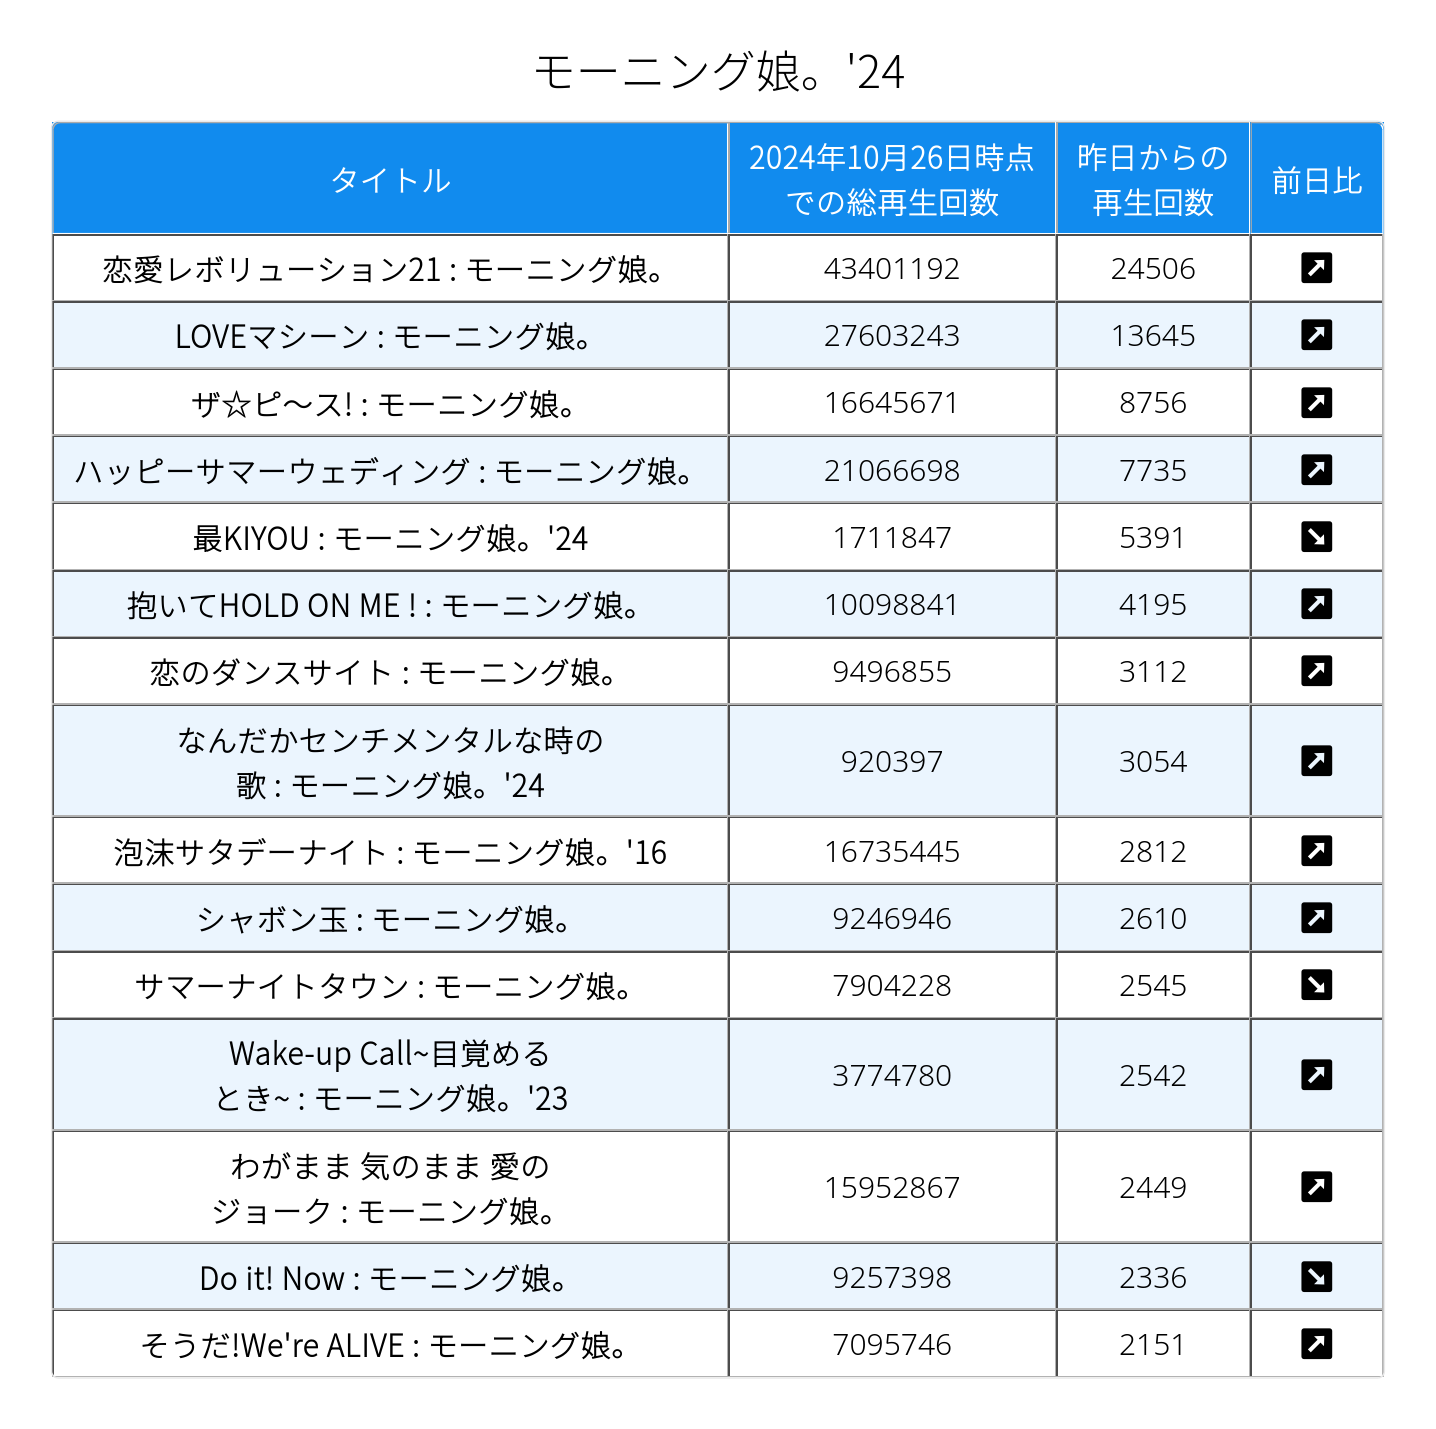 モーニング娘。'24
タイトル
2024年10月26日時点
での総再生回数
昨日からの
再生回数
前日比
恋愛レボリューション21 : モーニング娘。 43401192 24506 ↗
LOVEマシーン : モーニング娘。 27603243 13645 ↗
ザ☆ピ〜ス! : モーニング娘。 16645671 8756 ↗
ハッピーサマーウェディング : モーニング娘。 21066698 7735 ↗
最KIYOU : モーニング娘。'24 1711847 5391 ↘
抱いてHOLD ON ME ! : モーニング娘。 10098841 4195 ↗
恋のダンスサイト : モーニング娘。 9496855 3112 ↗
なんだかセンチメンタルな時の
歌 : モーニング娘。'24 920397 3054 ↗
泡沫サタデーナイト : モーニング娘。'16 16735445 2812 ↗
シャボン玉 : モーニング娘。 9246946 2610 ↗
サマーナイトタウン : モーニング娘。 7904228 2545 ↘
Wake-up Call~目覚める
とき~ : モーニング娘。'23 3774780 2542 ↗
わがまま 気のまま 愛の
ジョーク : モーニング娘。 15952867 2449 ↗
Do it! Now : モーニング娘。 9257398 2336 ↘
そうだ!We're ALIVE : モーニング娘。 7095746 2151 ↗